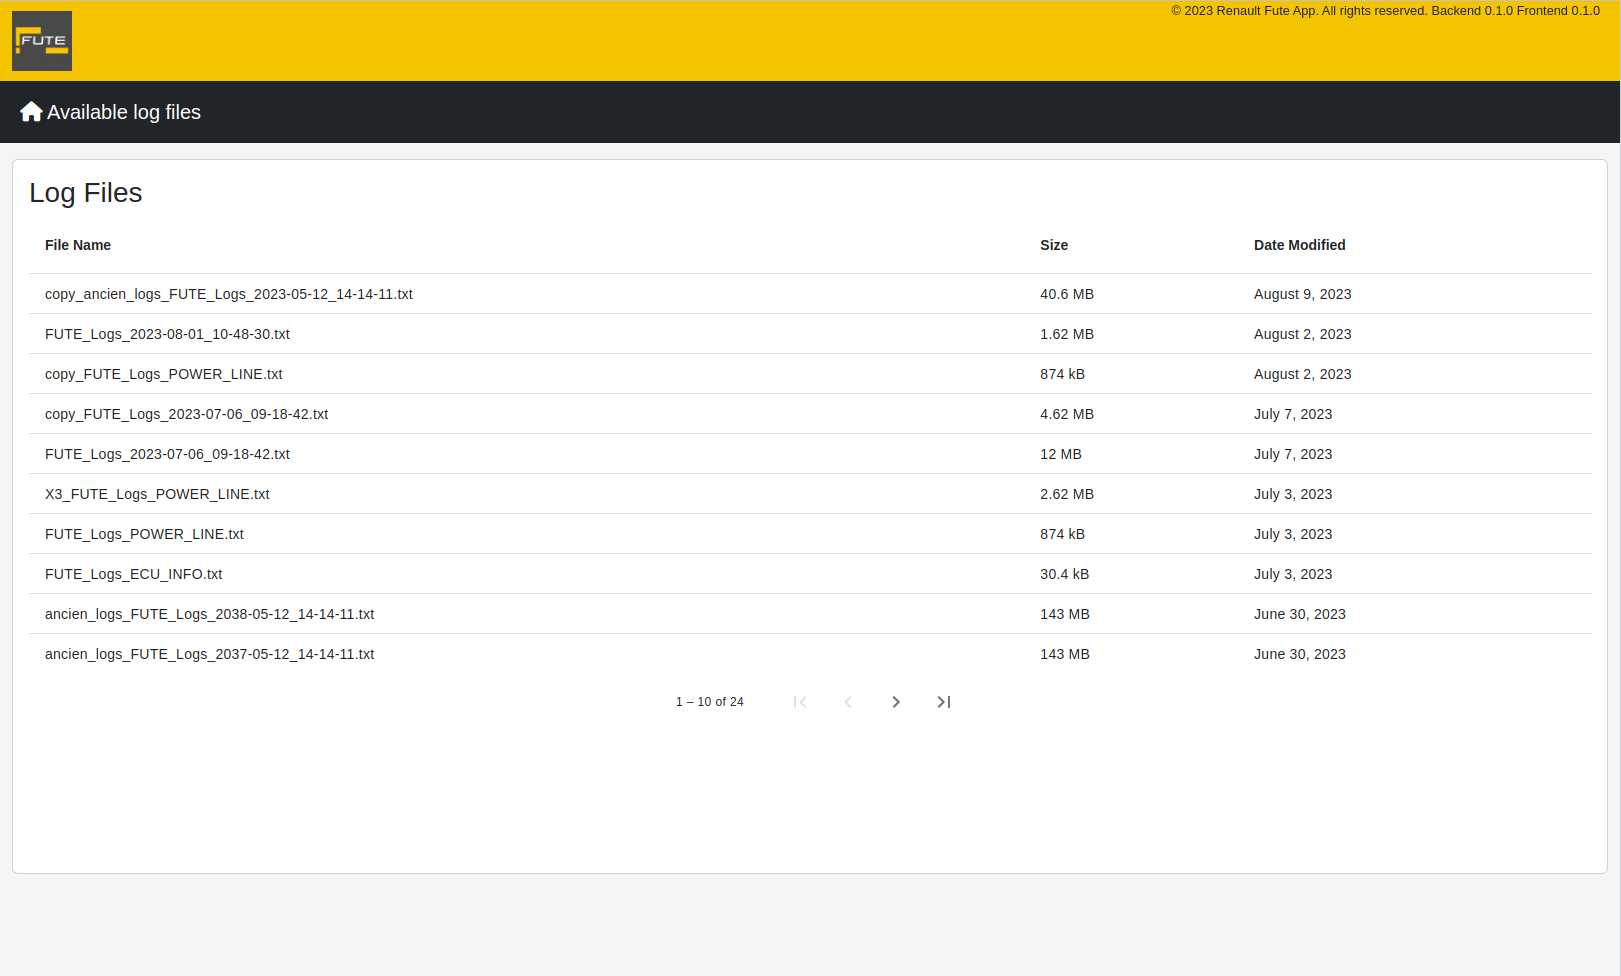 © 2023 Renault Fute App. All rights reserved. Backend 0.1.0 Frontend 0.1.0
FUTE
Available log files
Log Files
File Name Size Date Modified
copy_ancien_logs_FUTE_Logs_2023-05-12_14-14-11.txt 40.6 MB August 9, 2023
FUTE_Logs_2023-08-01_10-48-30.txt 1.62 MB August 2, 2023
copy_FUTE_Logs_POWER_LINE.txt 874 kB August 2, 2023
copy_FUTE_Logs_2023-07-06_09-18-42.txt 4.62 MB July 7, 2023
FUTE_Logs_2023-07-06_09-18-42.txt 12 MB July 7, 2023
X3_FUTE_Logs_POWER_LINE.txt 2.62 MB July 3, 2023
FUTE_Logs_POWER_LINE.txt 874 kB July 3, 2023
FUTE_Logs_ECU_INFO.txt 30.4 kB July 3, 2023
ancien_logs_FUTE_Logs_2038-05-12_14-14-11.txt 143 MB June 30, 2023
ancien_logs_FUTE_Logs_2037-05-12_14-14-11.txt 143 MB June 30, 2023
1 – 10 of 24